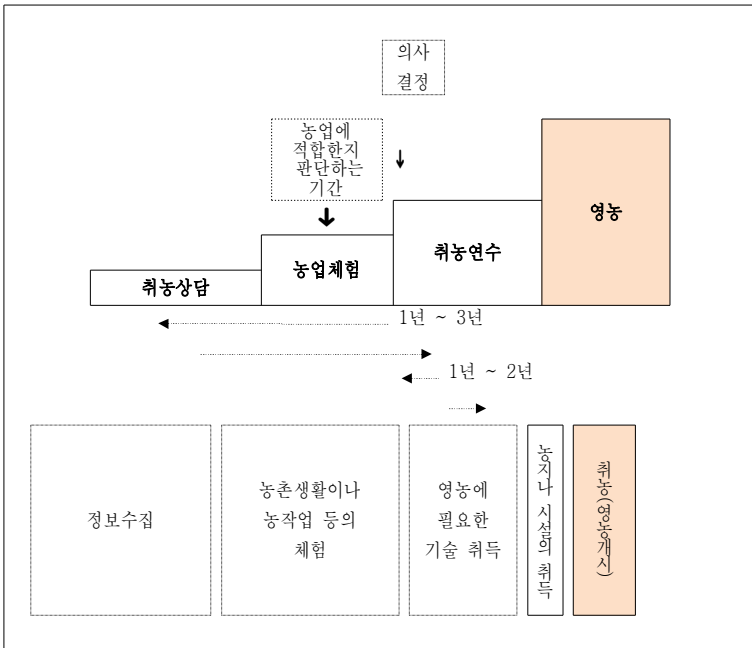 의사
결정
농업에
적합한지
판단하는
기간
영농
취농연수
농업체험
취농상담
1년 ~ 3년
1년 ~ 2년
정보수집
농촌생활이나
농작업 등의
체험
영농에
필요한
기술 취득
농지나 시설의 취득
취농(영농개시)